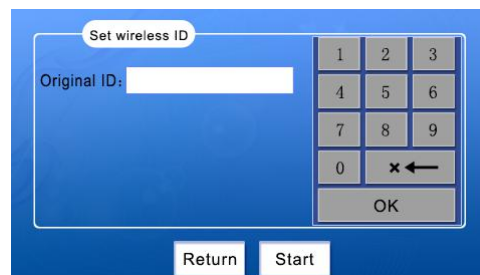 Set wireless ID
Original ID:
1 2 3
4 5 6
7 8 9
0 ×←
OK
Return Start